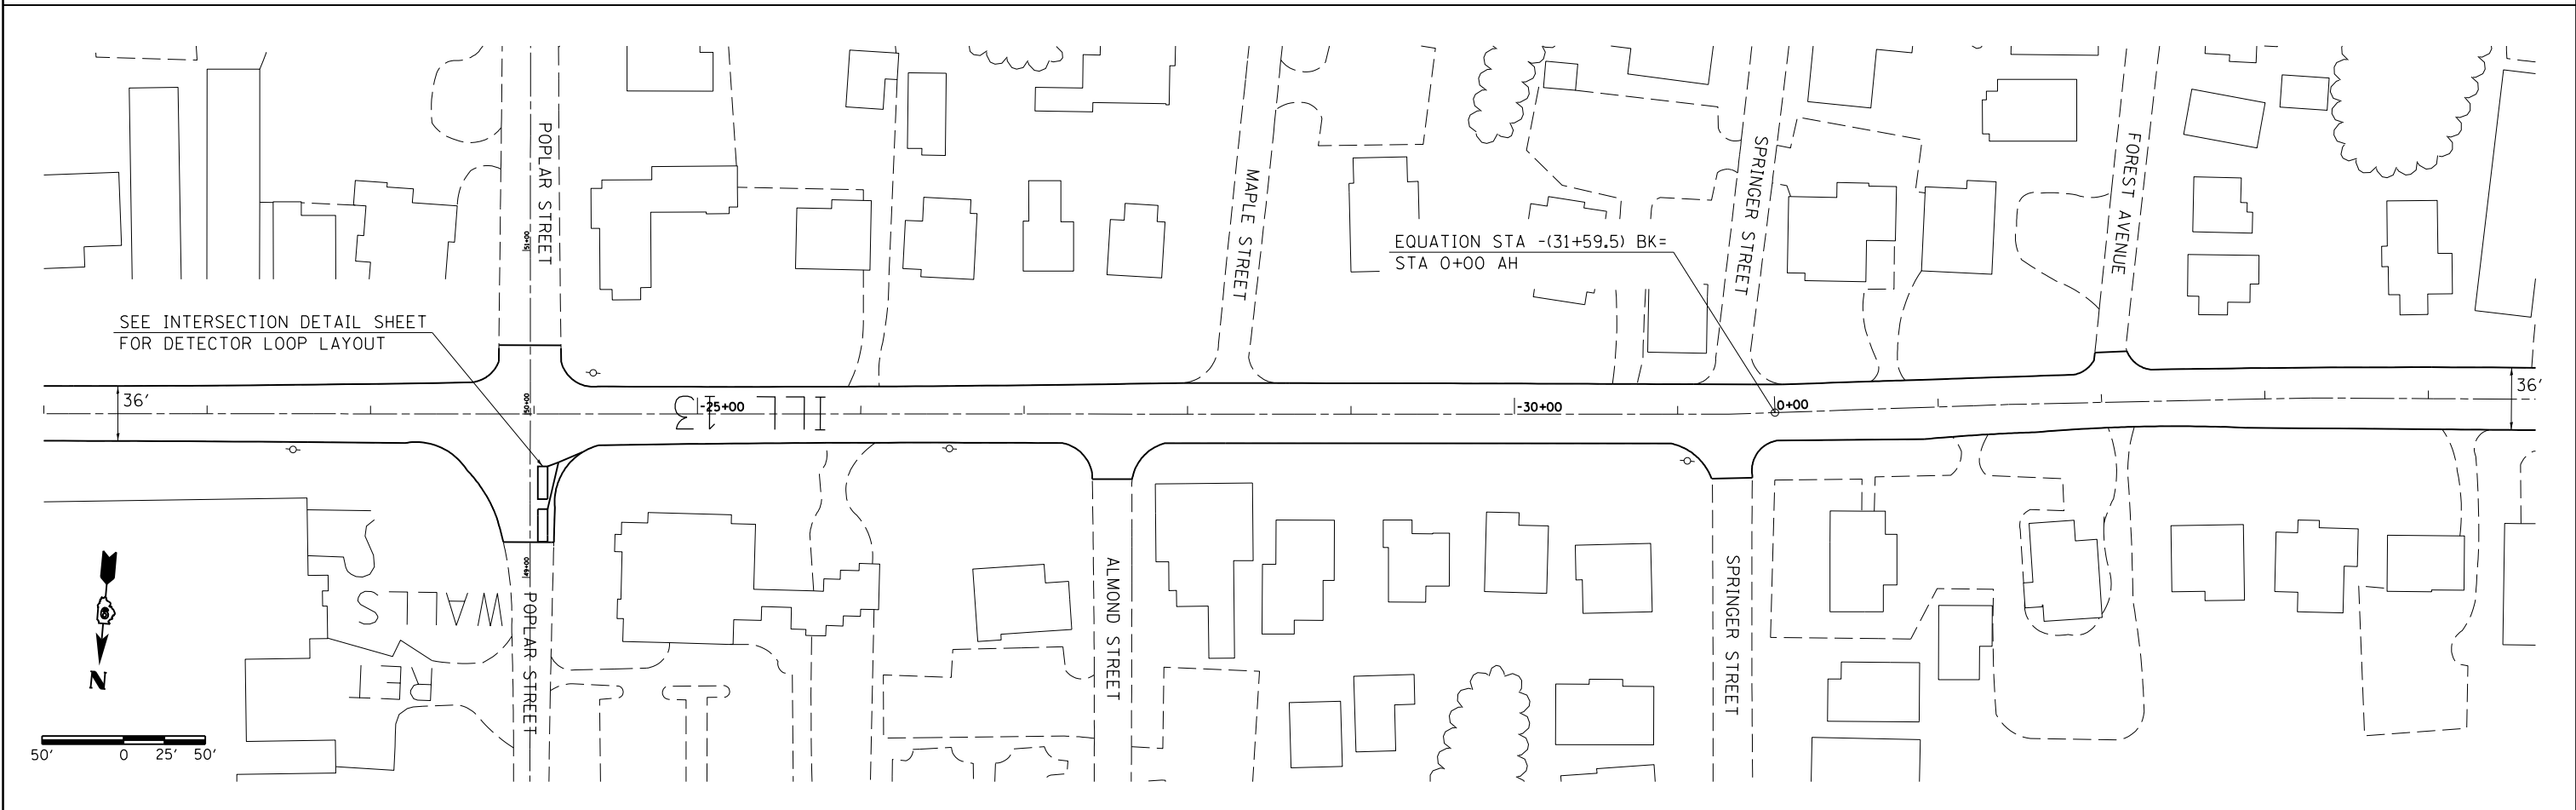 POPLAR STREET
MAPLE STREET
SPRINGER STREET
FOREST AVENUE
EQUATION STA -(31+59.5) BK=
STA 0+00 AH
SEE INTERSECTION DETAIL SHEET
FOR DETECTOR LOOP LAYOUT
36'
-25+00
ILL 13
-30+00
0+00
36'
WALLS
RET
POPLAR STREET
ALMOND STREET
SPRINGER STREET
N
50' 0 25' 50'